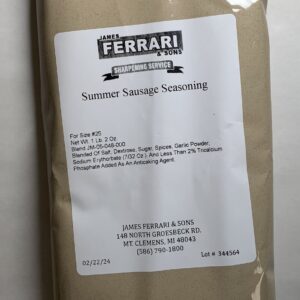 JAMES
FERRARI
& SONS
SHARPENING SERVICE
Summer Sausage Seasoning
For Size #25
Net Wt. 1 Lb. 2 Oz.
Blend JM-05-048-000
Blended Of Salt, Dextrose, Sugar, Spices, Garlic Powder,
Sodium Erythorbate (.702 Oz.), And Less Than 2% Tricalcium
Phosphate Added As An Anticaking Agent.
JAMES FERRARI & SONS
148 NORTH GROESBECK RD.
MT. CLEMENS, MI 48043
(586) 790-1800
02/22/24
Lot # 344564